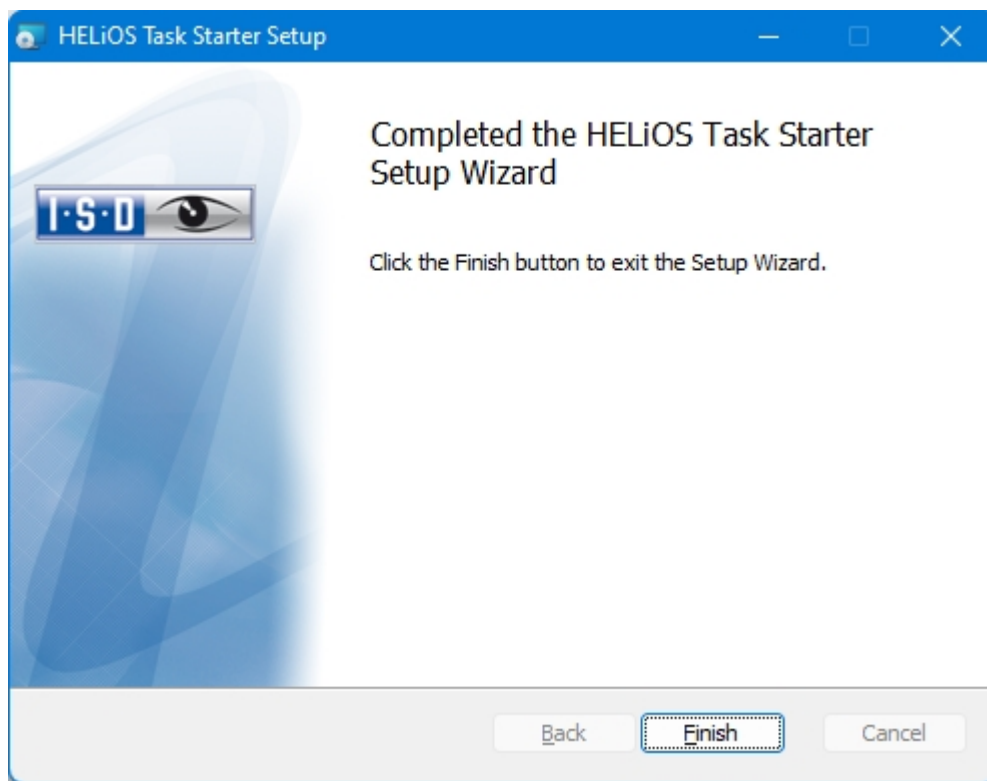 HELiOS Task Starter Setup
Completed the HELiOS Task Starter
Setup Wizard
I·S·D
Click the Finish button to exit the Setup Wizard.
Back
Finish
Cancel